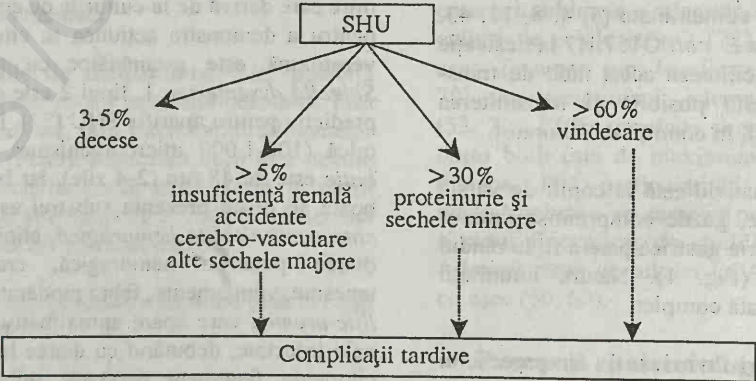 SHU
3-5%
decese
>5%
insuficienţă renală
accidente
cerebro-vasculare
alte sechele majore
>30%
proteinurie şi
sechele minore
>60%
vindecare
Complicaţii tardive